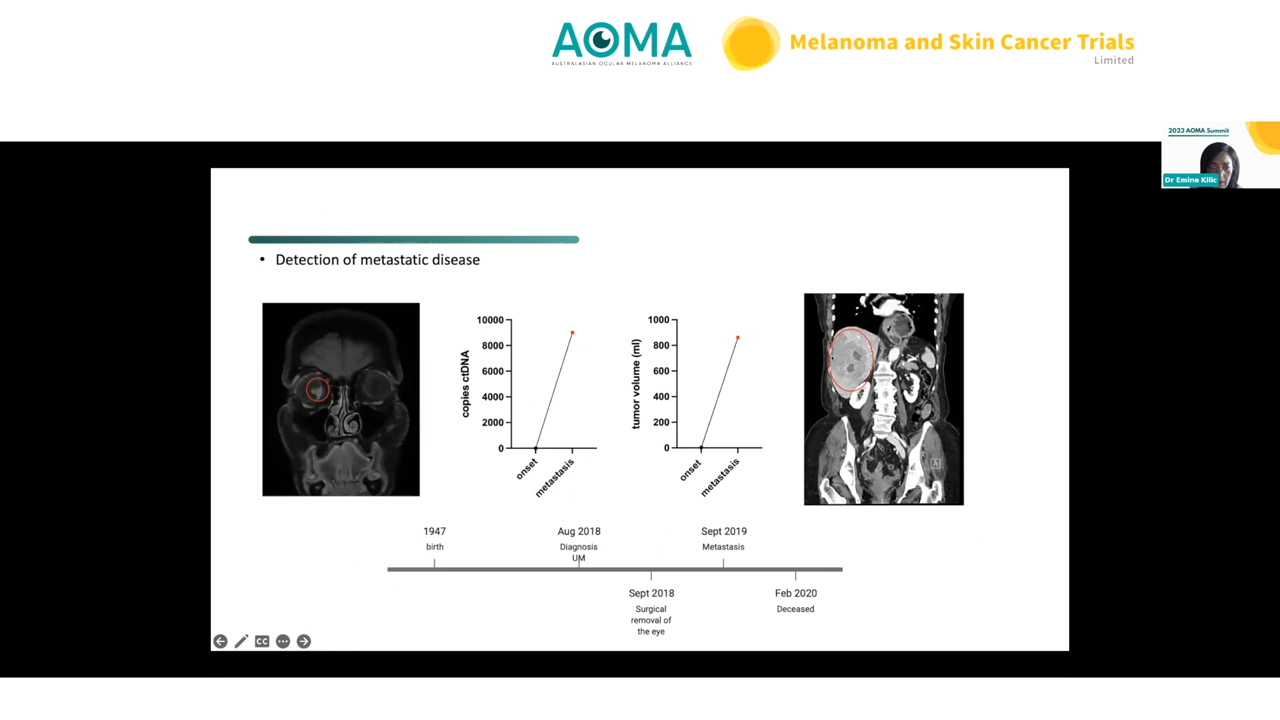 AOMA
AUSTRALASIAN OCULAR MELANOMA ALLIANCE
Melanoma and Skin Cancer Trials
Limited
2023 AOMA Summit
Dr Emine Kilic
• Detection of metastatic disease
10000
8000
6000
4000
2000
0
copies ctDNA
onset
metastasis
1000
800
600
400
200
0
tumor volume (ml)
onset
metastasis
A
1947
birth
Aug 2018
Diagnosis
UM
Sept 2019
Metastasis
Sept 2018
Surgical
removal of
the eye
Feb 2020
Deceased
CC